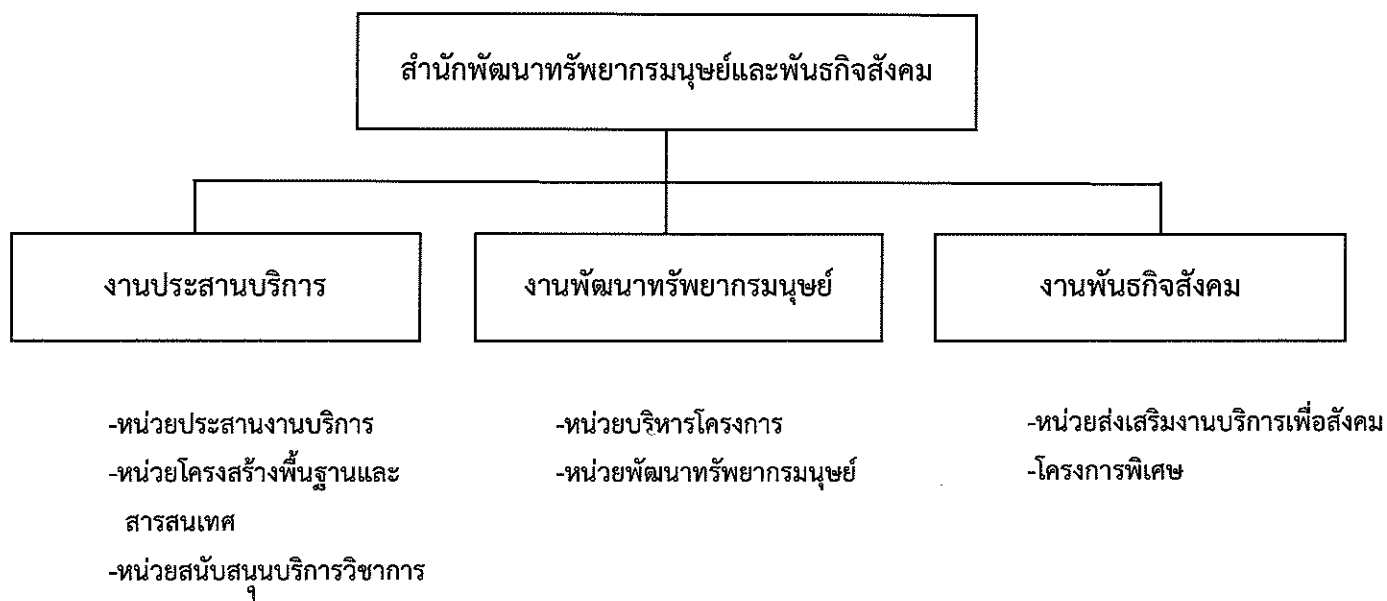 สำนักพัฒนาทรัพยากรมนุษย์และพันธกิจสังคม
งานประสานบริการ
งานพัฒนาทรัพยากรมนุษย์
งานพันธกิจสังคม
-หน่วยประสานงานบริการ
-หน่วยโครงสร้างพื้นฐานและ
สารสนเทศ
-หน่วยสนับสนุนบริการวิชาการ
-หน่วยบริหารโครงการ
-หน่วยพัฒนาทรัพยากรมนุษย์
-หน่วยส่งเสริมงานบริการเพื่อสังคม
-โครงการพิเศษ